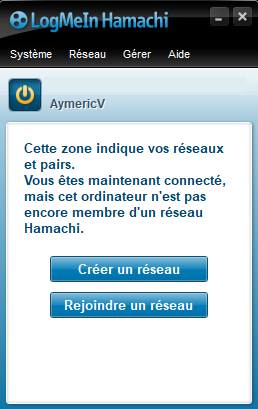 LogMeIn Hamachi
Système Réseau Gérer Aide
AymericV
Cette zone indique vos réseaux
et pairs.
Vous êtes maintenant connecté,
mais cet ordinateur n'est pas
encore membre d'un réseau
Hamachi.
Créer un réseau
Rejoindre un réseau